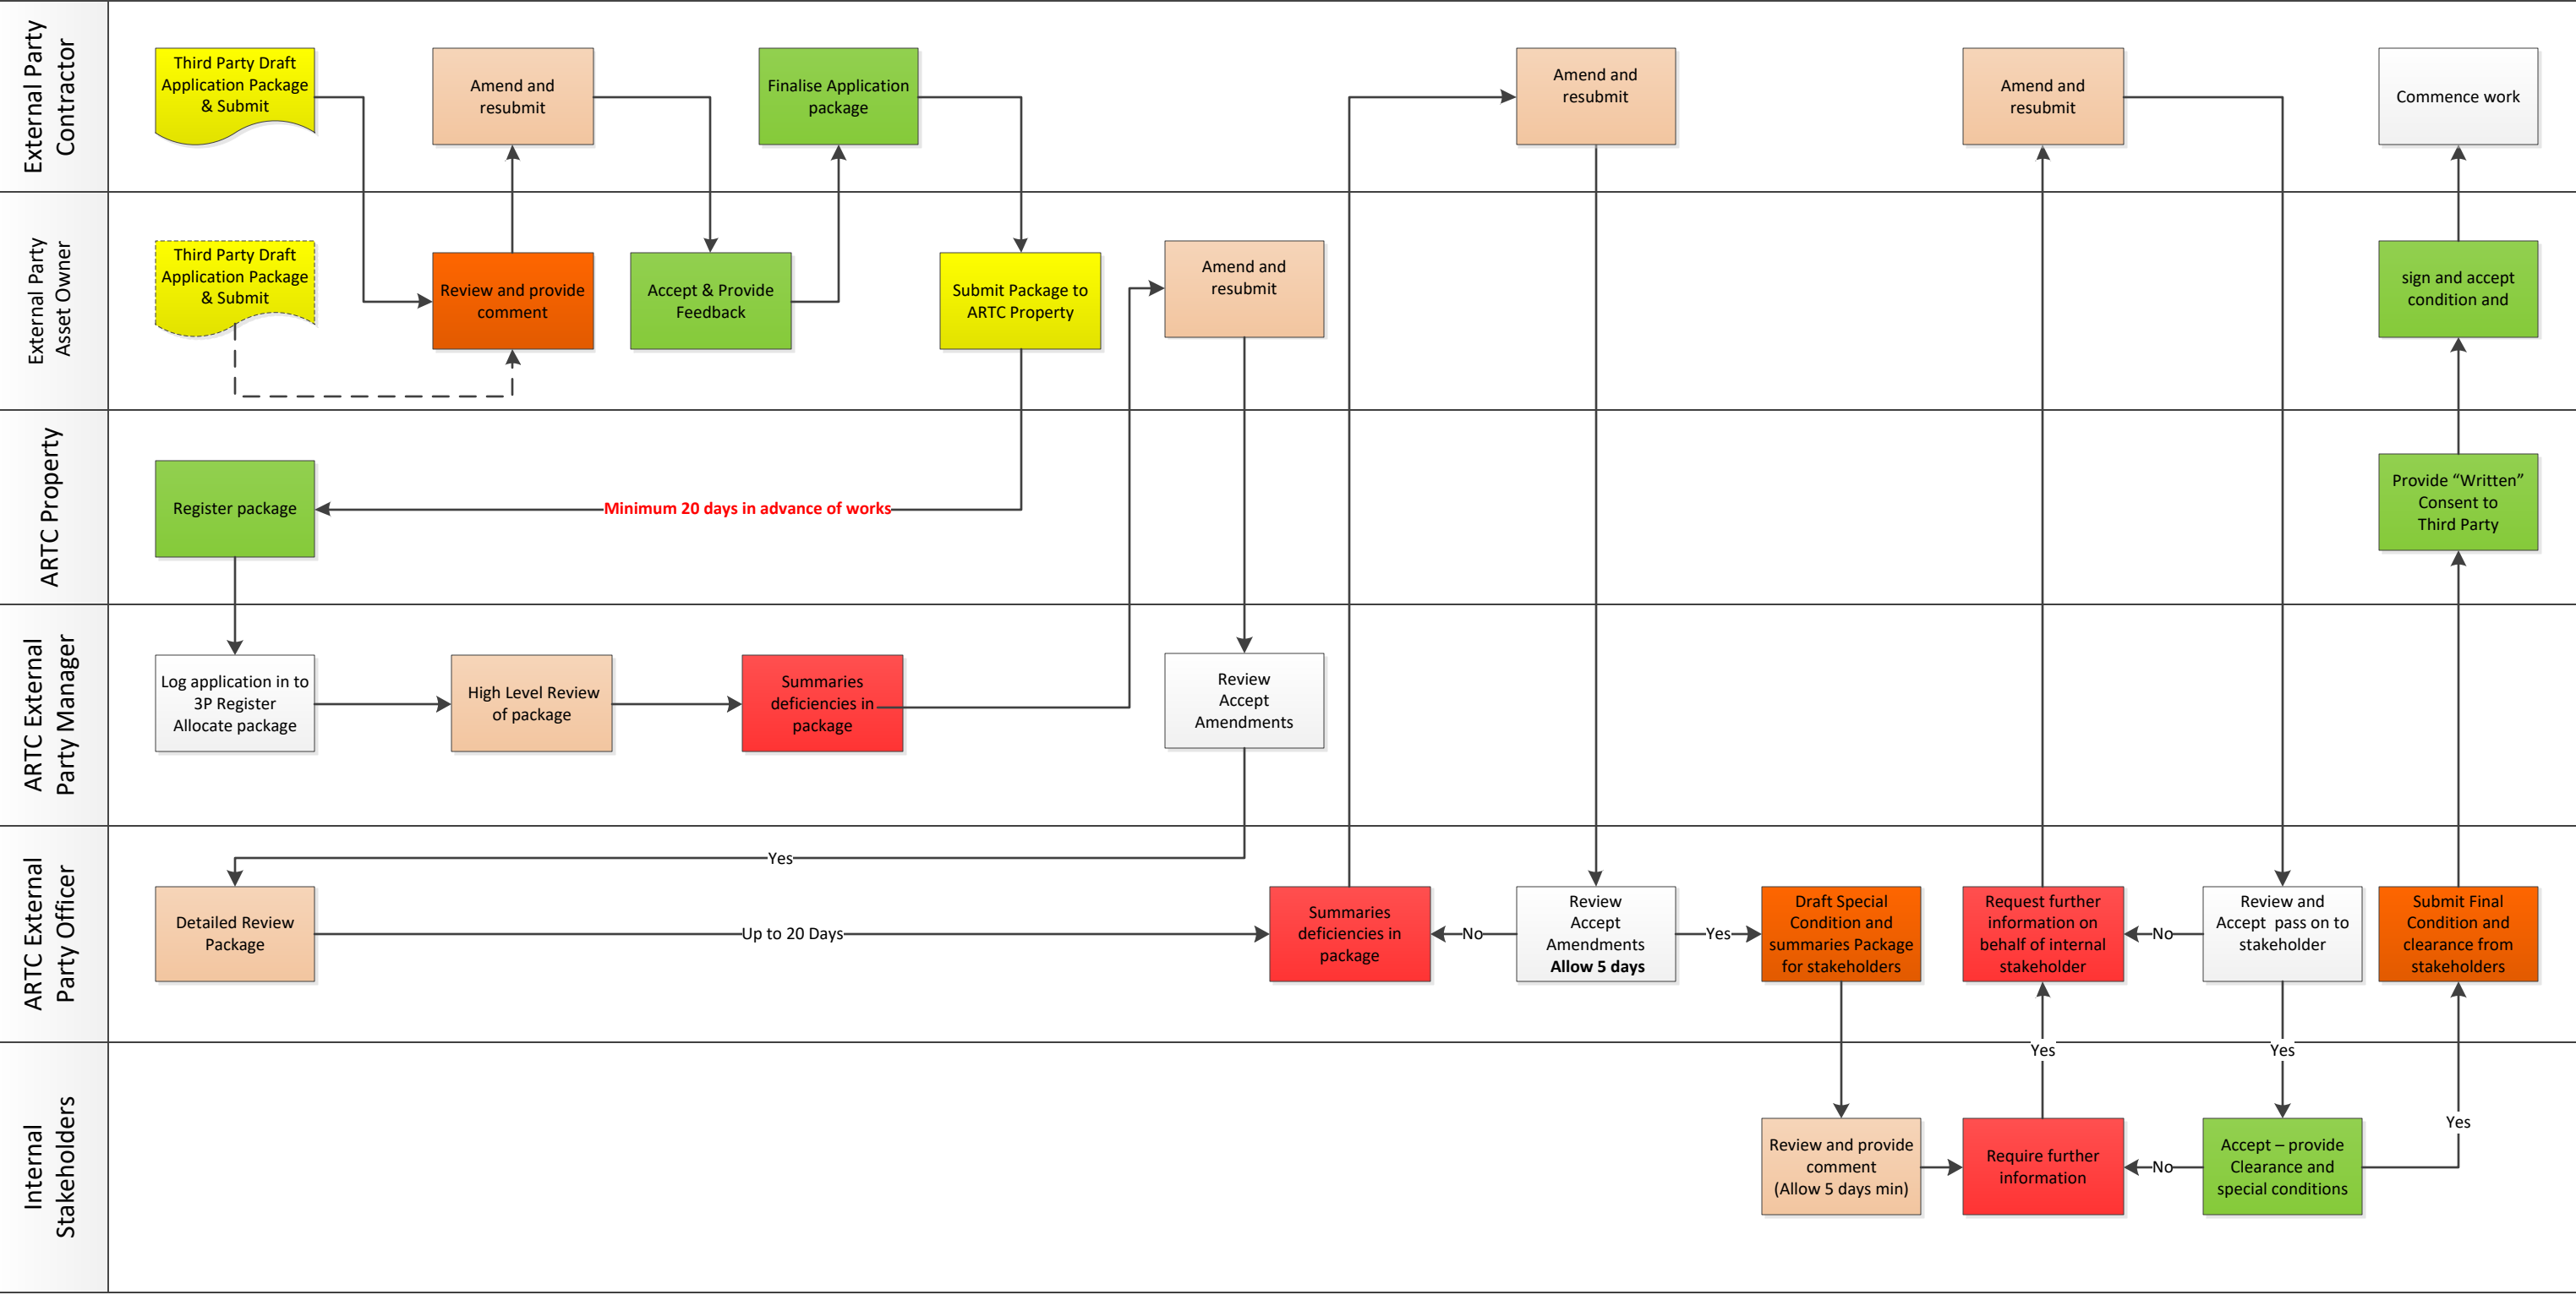 External Party
Contractor
Third Party Draft
Application Package
& Submit
Amend and
resubmit
Finalise Application
package
Amend and
resubmit
Amend and
resubmit
Commence work
External Party
Asset Owner
Third Party Draft
Application Package
& Submit
Review and provide
comment
Accept & Provide
Feedback
Submit Package to
ARTC Property
Amend and
resubmit
sign and accept
condition and
ARTC Property
Register package
Minimum 20 days in advance of works
Provide “Written”
Consent to
Third Party
ARTC External
Party Manager
Log application in to
3P Register
Allocate package
High Level Review
of package
Summaries
deficiencies in
package
Review
Accept
Amendments
ARTC External
Party Officer
Yes
Detailed Review
Package
Up to 20 Days
Summaries
deficiencies in
package
No
Review
Accept
Amendments
Allow 5 days
Yes
Draft Special
Condition and
summaries Package
for stakeholders
Request further
information on
behalf of internal
stakeholder
No
Review and
Accept pass on to
stakeholder
Submit Final
Condition and
clearance from
stakeholders
Yes
Yes
Internal
Stakeholders
Review and provide
comment
(Allow 5 days min)
Require further
information
No
Accept – provide
Clearance and
special conditions
Yes